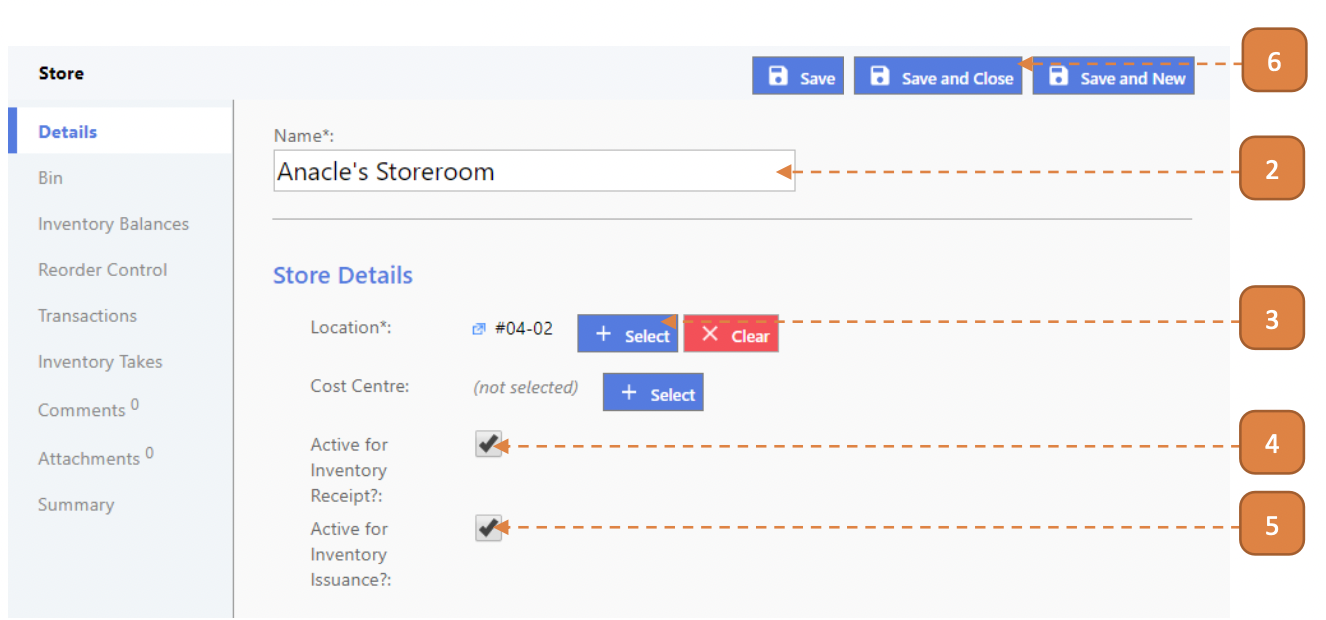 6
Store
Save
Save and Close
Save and New
Details
Name*:
Anacle's Storeroom
2
Bin
Inventory Balances
Reorder Control
Transactions
Inventory Takes
Comments 0
Attachments 0
Summary
Store Details
Location*:
#04-02
Select
Clear
3
Cost Centre:
(not selected)
Select
Active for
Inventory
Receipt?:
4
Active for
Inventory
Issuance?:
5